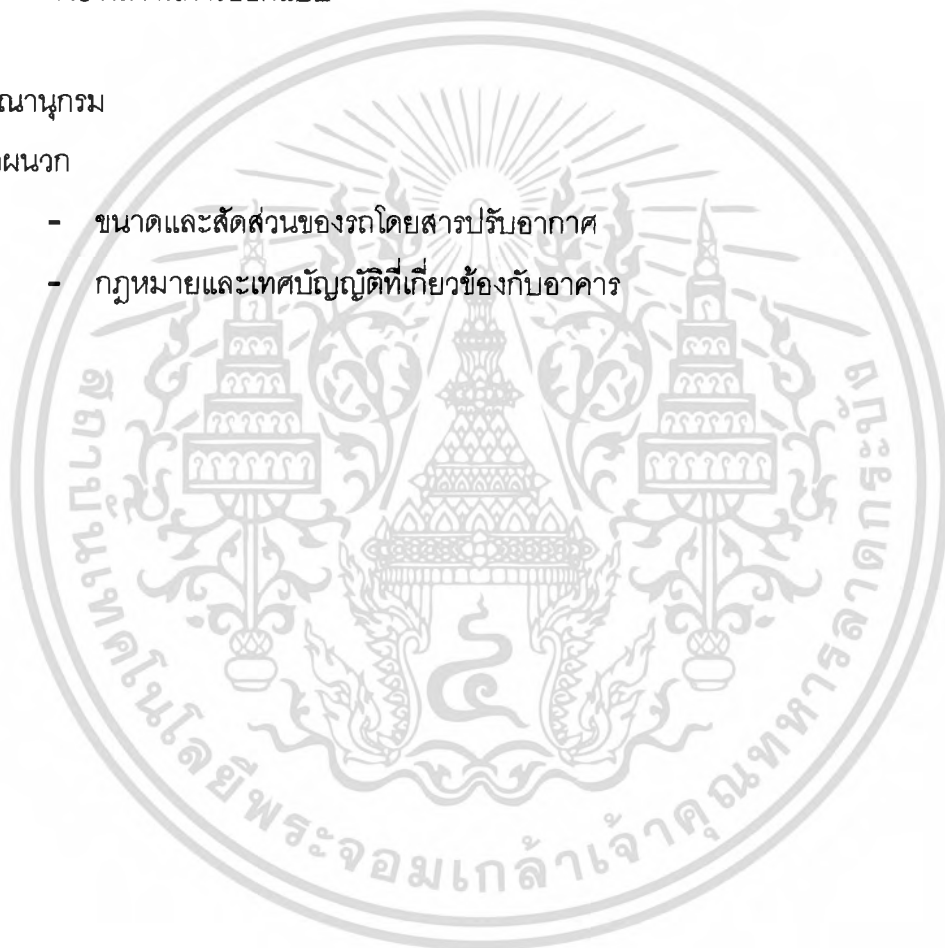 ณานุกรม
ผนวก
- ขนาดและสัดส่วนของรถโดยสารปรับอากาศ
- กฎหมายและเทศบัญญัติที่เกี่ยวข้องกับอาคาร
สถาบันเทคโนโลยีพระจอมเกล้าเจ้าคุณทหารลาดกระบัง
๔